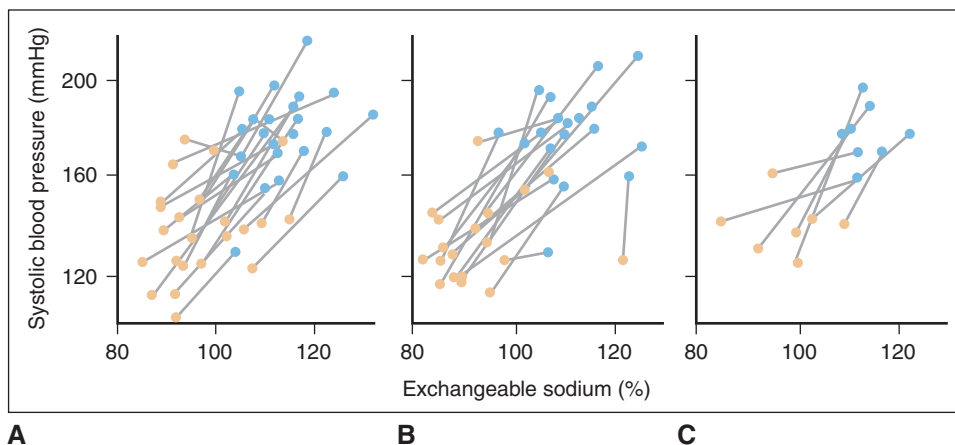 Systolic blood pressure (mmHg)
200
160
120
80 100 120 80 100 120 80 100 120
Exchangeable sodium (%)
A B C